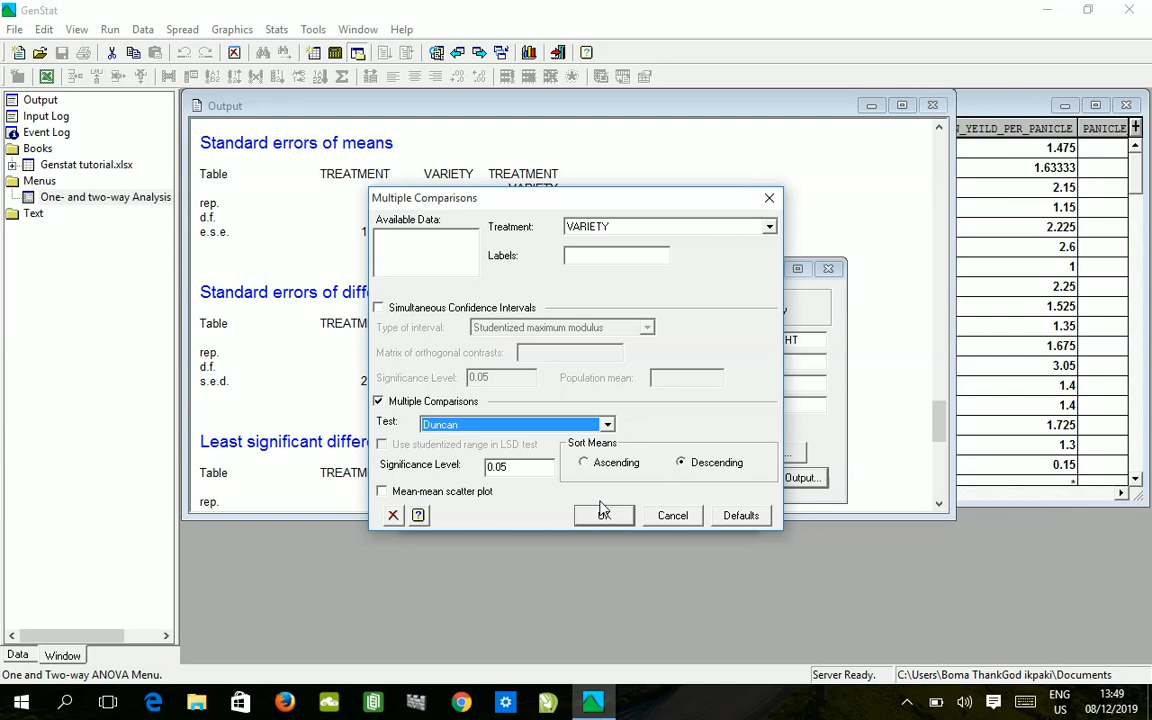 GenStat
File Edit View Run Data Spread Graphics Stats Tools Window Help
Output
Input Log
Event Log
Books
Genstat tutorial.xlsx
Menus
One- and two-way Analysis
Text
Data Window
Output
Standard errors of means
Table TREATMENT VARIETY TREATMENT
VARIETY
rep.
d.f.
e.s.e. 1
Standard errors of diff
Table TREATM
rep.
d.f.
s.e.d. 2
Least significant differe
Table TREATM
rep.
Multiple Comparisons
Available Data:
Treatment: VARIETY
Labels:
Simultaneous Confidence Intervals
Type of interval: Studentized maximum modulus
Matrix of orthogonal contrasts:
Significance Level: 0.05 Population mean:
Multiple Comparisons
Test: Duncan
Use studentized range in LSD test
Sort Means
Significance Level: 0.05
Ascending Descending
Mean-mean scatter plot
OK Cancel Defaults
y
HT
...
Output...
N_YEILD_PER_PANICLE PANICLE
1.475
1.63333
2.15
1.15
2.225
2.6
1
2.25
1.525
1.35
1.675
3.05
1.4
1.4
1.725
1.3
0.15
*
One and Two-way ANOVA Menu.
Server Ready. C:\Users\Boma ThankGod ikpaki\Documents
ENG
US
13:49
08/12/2019